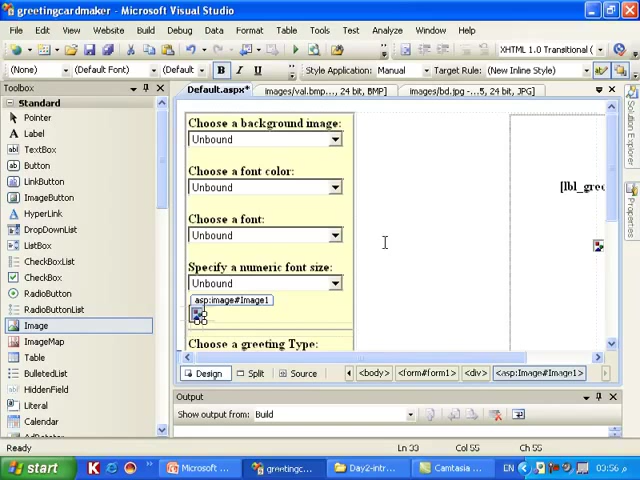 greetingcardmaker - Microsoft Visual Studio
File Edit View Website Build Debug Format Table Tools Test Analyze Window
XHTML 1.0 Transitional (
(None) (Default Font) (Default B I U Style Application: Manual Target Rule: (New Inline Style)
Toolbox
Default.aspx* images/val.bmp..., 24 bit, BMP] images/bd.jpg -...5, 24 bit, JPG]
Standard
Pointer
Label
TextBox
Button
LinkButton
ImageButton
HyperLink
DropDownList
ListBox
CheckBoxList
CheckBox
RadioButton
RadioButtonList
Image
ImageMap
Table
BulletedList
HiddenField
Literal
Calendar
Choose a background image:
Unbound
Choose a font color:
Unbound
Choose a font:
Unbound
Specify a numeric font size:
Unbound
asp:image#Image1
Choose a greeting Type:
[lbl_gree
Solution Explorer
Properties
Design Split Source <body> <form#form1> <div> <asp:Image#Image1>
Output
Show output from: Build
Ready Ln 33 Col 55 Ch 55
start Microsoft ... greetingc... Day2-intr... Camtasia ... EN 03:56 م